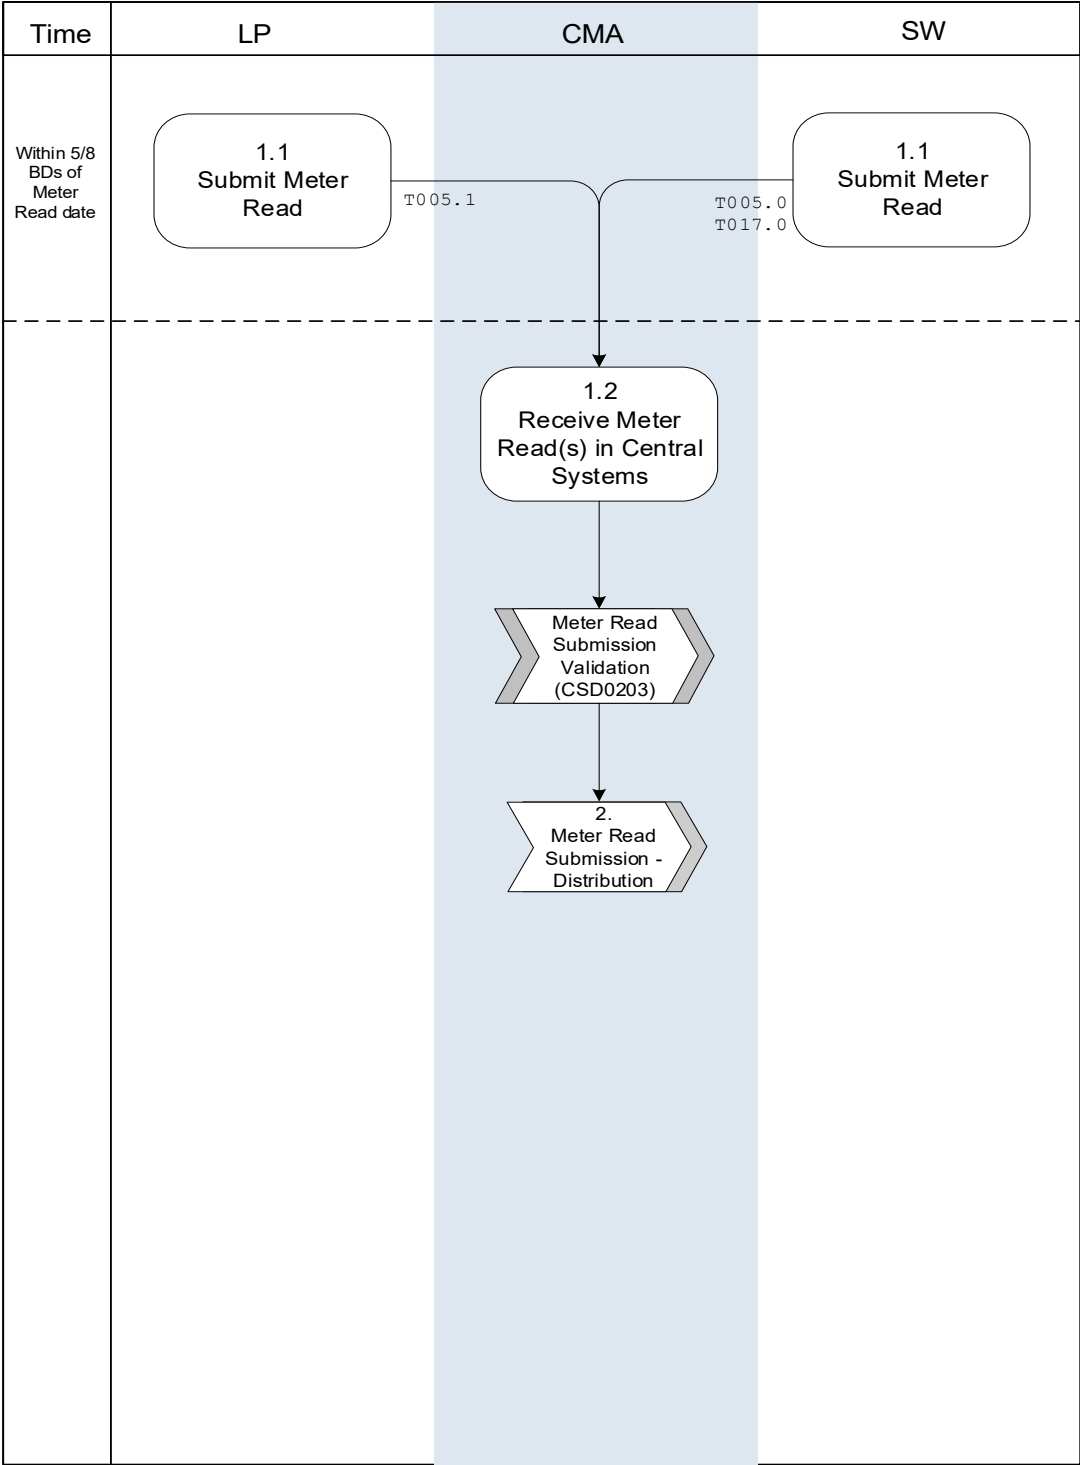 Time
LP
CMA
SW
Within 5/8
BDs of
Meter
Read date
1.1
Submit Meter
Read
T005.1
T005.0
T017.0
1.1
Submit Meter
Read
1.2
Receive Meter
Read(s) in Central
Systems
Meter Read
Submission
Validation
(CSD0203)
2.
Meter Read
Submission -
Distribution